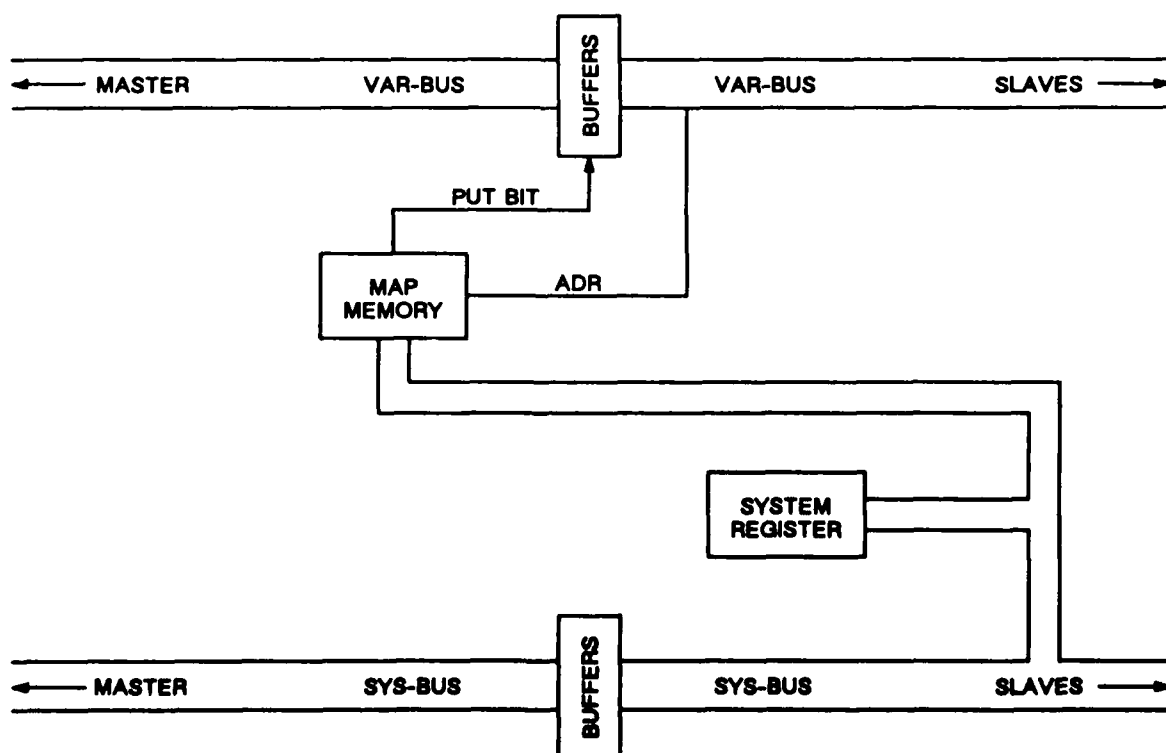 BUFFERS
MASTER
VAR-BUS
VAR-BUS
SLAVES
PUT BIT
MAP
MEMORY
ADR
SYSTEM
REGISTER
BUFFERS
MASTER
SYS-BUS
SYS-BUS
SLAVES